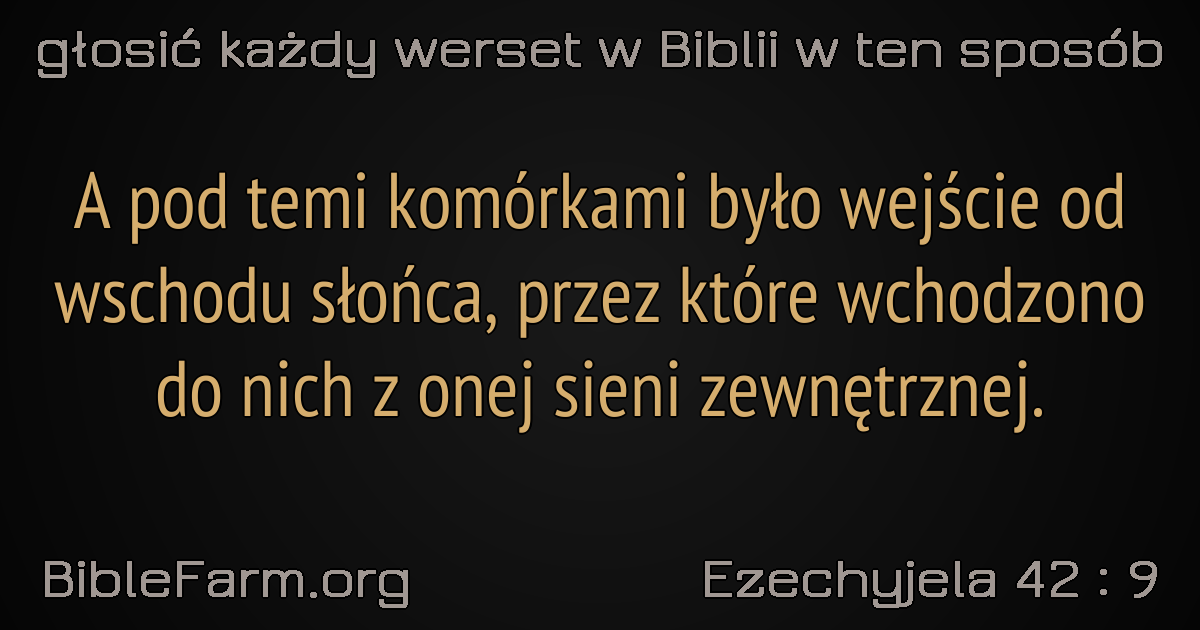 głosić każdy werset w Biblii w ten sposób
A pod temi komórkami było wejście od
wschodu słońca, przez które wchodzono
do nich z onej sieni zewnętrznej.
BibleFarm.org
Ezechyjela 42 : 9